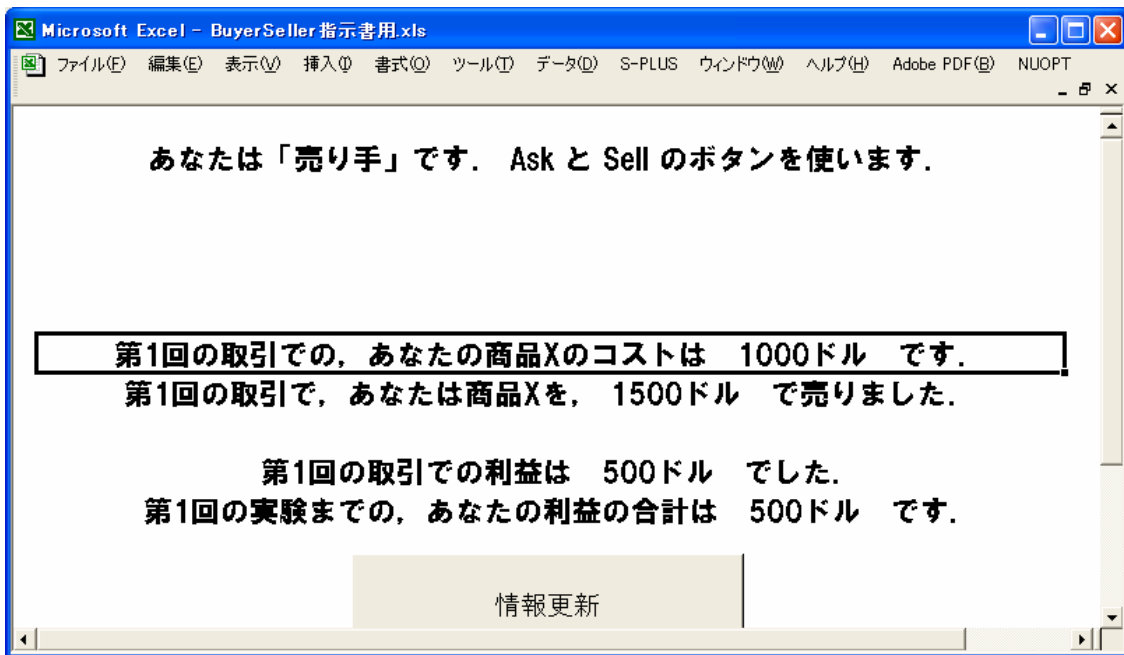 Microsoft Excel - BuyerSeller指示書用.xls
ファイル(F) 編集(E) 表示(V) 挿入(I) 書式(O) ツール(T) データ(D) S-PLUS ウィンドウ(W) ヘルプ(H) Adobe PDF(B) NUOPT
あなたは「売り手」です. Ask と Sell のボタンを使います.
第1回の取引での, あなたの商品Xのコストは 1000ドル です.
第1回の取引で, あなたは商品Xを, 1500ドル で売りました.
第1回の取引での利益は 500ドル でした.
第1回の実験までの, あなたの利益の合計は 500ドル です.
情報更新